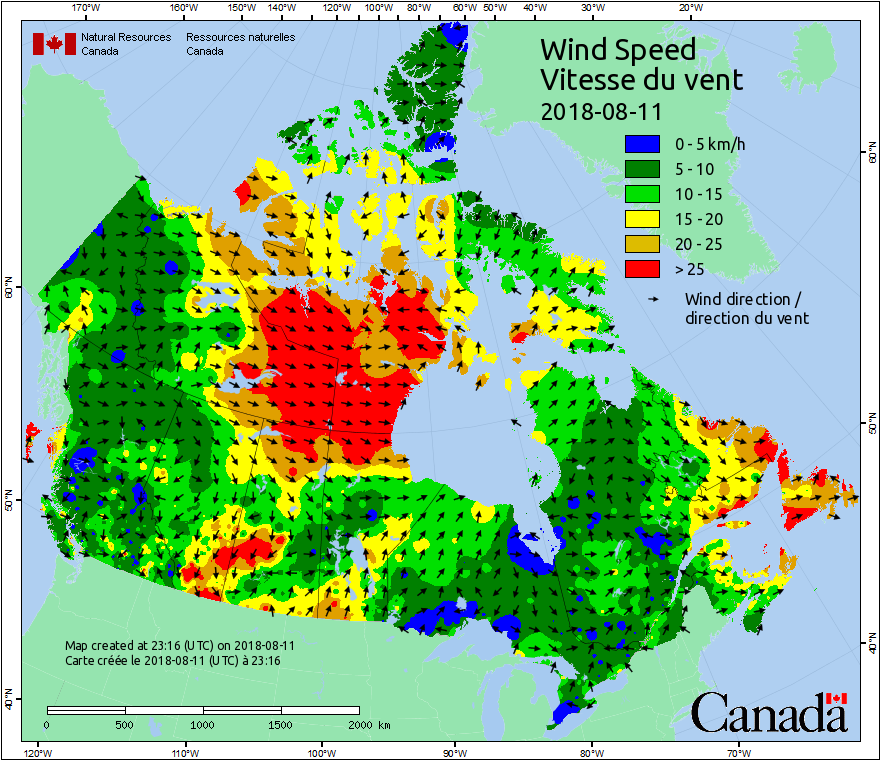 170°W 160°W 150°W 140°W 120°W 100°W 80°W 60°W 50°W 40°W 30°W 20°W
Natural Resources Ressources naturelles
Canada Canada
Wind Speed
Vitesse du vent
2018-08-11
0 - 5 km/h
5 - 10
10 - 15
15 - 20
20 - 25
> 25
Wind direction /
direction du vent
60°N
60°N
50°N
50°N
40°N
40°N
Map created at 23:16 (UTC) on 2018-08-11
Carte créée le 2018-08-11 (UTC) à 23:16
0 500 1000 1500 2000 km
Canada
120°W 110°W 100°W 90°W 80°W 70°W